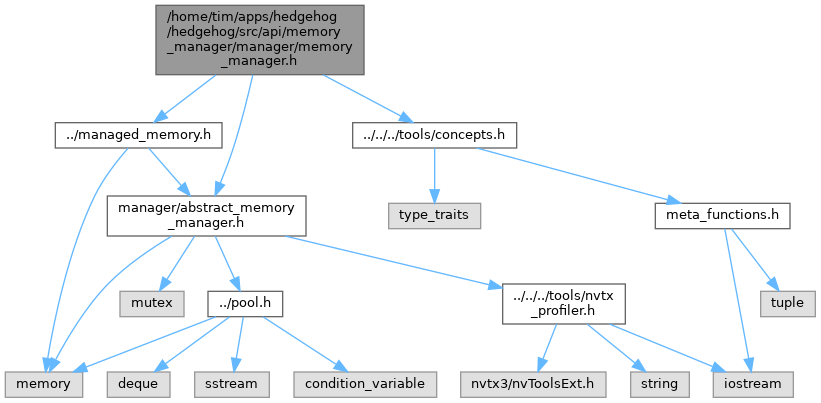 /home/tim/apps/hedgehog
/hedgehog/src/api/memory
_manager/manager/memory
_manager.h
../managed_memory.h
../../../tools/concepts.h
manager/abstract_memory
_manager.h
type_traits
meta_functions.h
mutex
../pool.h
../../../tools/nvtx
_profiler.h
tuple
memory
deque
sstream
condition_variable
nvtx3/nvToolsExt.h
string
iostream